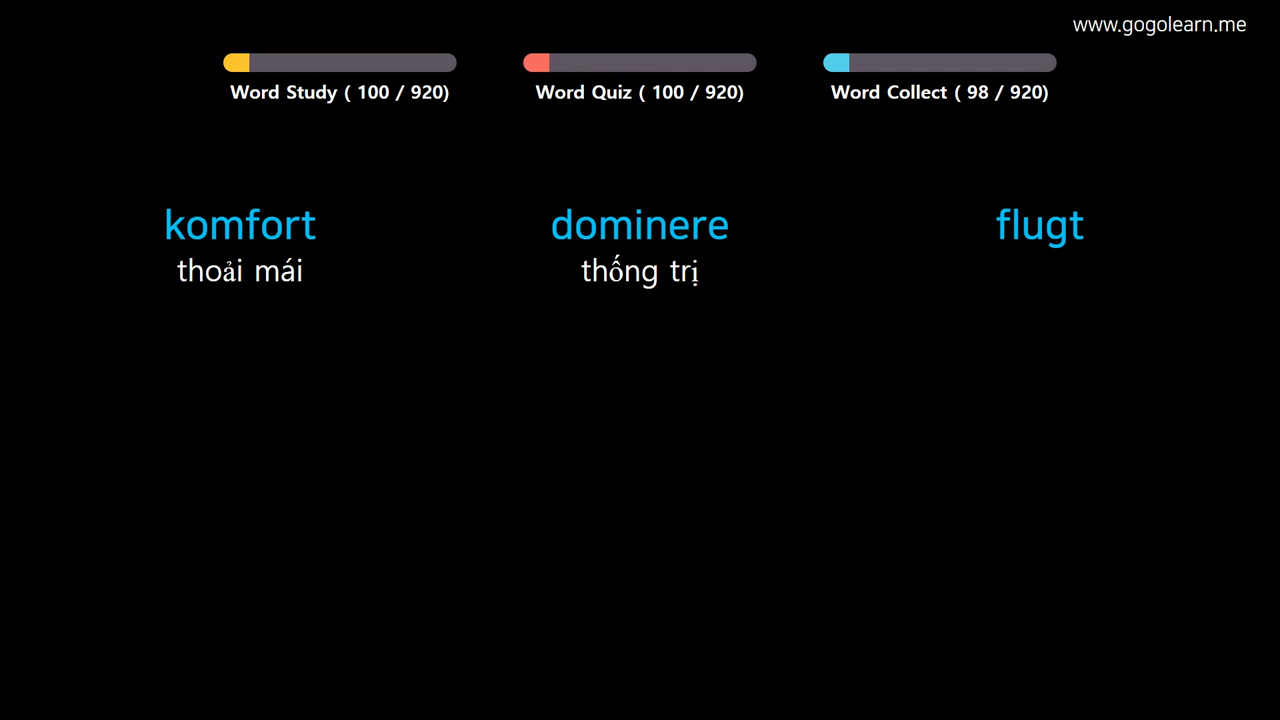 www.gogolearn.me
Word Study ( 100 / 920)
Word Quiz ( 100 / 920)
Word Collect ( 98 / 920)
komfort
thoải mái
dominere
thống trị
flugt